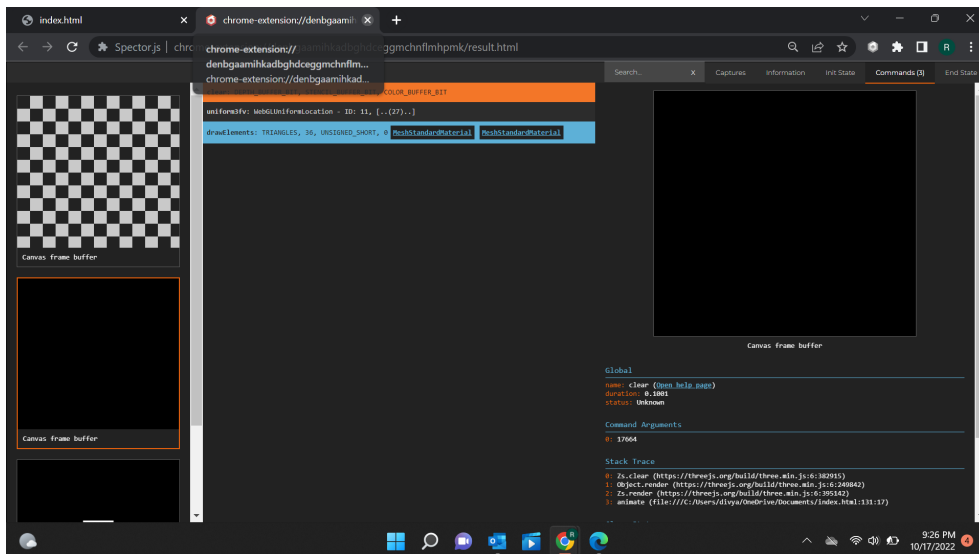 index.html
chrome-extension://denbgaamih
Spector.js
result.html
chrome-extension://
denbgaamihkadbghdceggmchnflm...
chrome-extension://denbgaamihkad...
Search...
X
Captures
Information
Init State
Commands (3)
End State
COLOR_BUFFER_BIT
uniform3fv: WebGLUniformLocation - ID: 11, [..(27)..]
drawElements: TRIANGLES, 36, UNSIGNED_SHORT, 0 MeshStandardMaterial MeshStandardMaterial
Canvas frame buffer
Canvas frame buffer
Canvas frame buffer
Global
name: clear (Open help page)
duration: 0.1001
status: Unknown
Command Arguments
0: 17664
Stack Trace
0: Zs.clear (https://threejs.org/build/three.min.js:6:382915)
1: Object.render (https://threejs.org/build/three.min.js:6:249842)
2: Zs.render (https://threejs.org/build/three.min.js:6:395142)
3: animate (file:///C:/Users/divya/OneDrive/Documents/index.html:131:17)
R
9:26 PM
10/17/2022
4